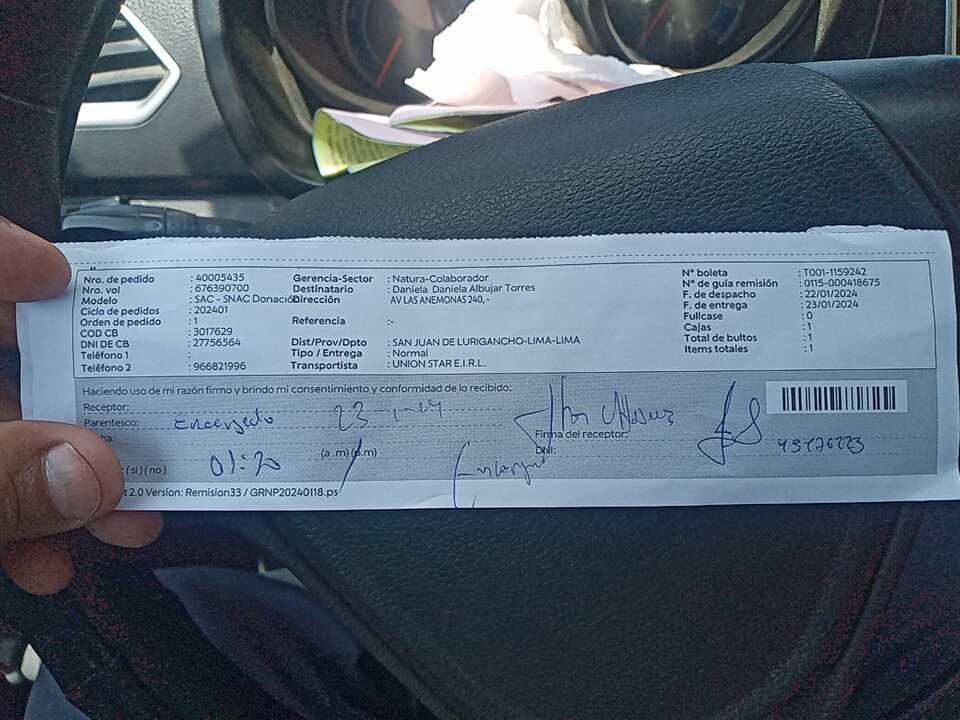 Nro. de pedido : 40005435
Nro. vol : 676390700
Modelo : SAC - SNAC Donación
Ciclo de pedidos : 202401
Orden de pedido : 1
COD CB : 3017629
DNI DE CB : 27756564
Teléfono 1 :
Teléfono 2 : 966821996
Gerencia-Sector : Natura-Colaborador
Destinatario : Daniela Daniela Albujar Torres
Dirección AV LAS ANEMONAS 240, -
Referencia :-
Dist/Prov/Dpto : SAN JUAN DE LURIGANCHO-LIMA-LIMA
Tipo / Entrega : Normal
Transportista : UNION STAR E.I.R.L.
N° boleta : T001-1159242
N° de guía remisión : 0115-000418675
F. de despacho : 22/01/2024
F. de entrega : 23/01/2024
Fullcase : 0
Cajas : 1
Total de bultos : 1
Items totales : 1
Haciendo uso de mi razón firmo y brindo mi consentimiento y conformidad de lo recibido:
Receptor:
Parentesco: Encargado 23-1-24
Firma del receptor:
DNI: 45176223
01:20 (a .m) (p.m)
: (si) (no)
t 2.0 Version: Remision33 / GRNP20240118.ps